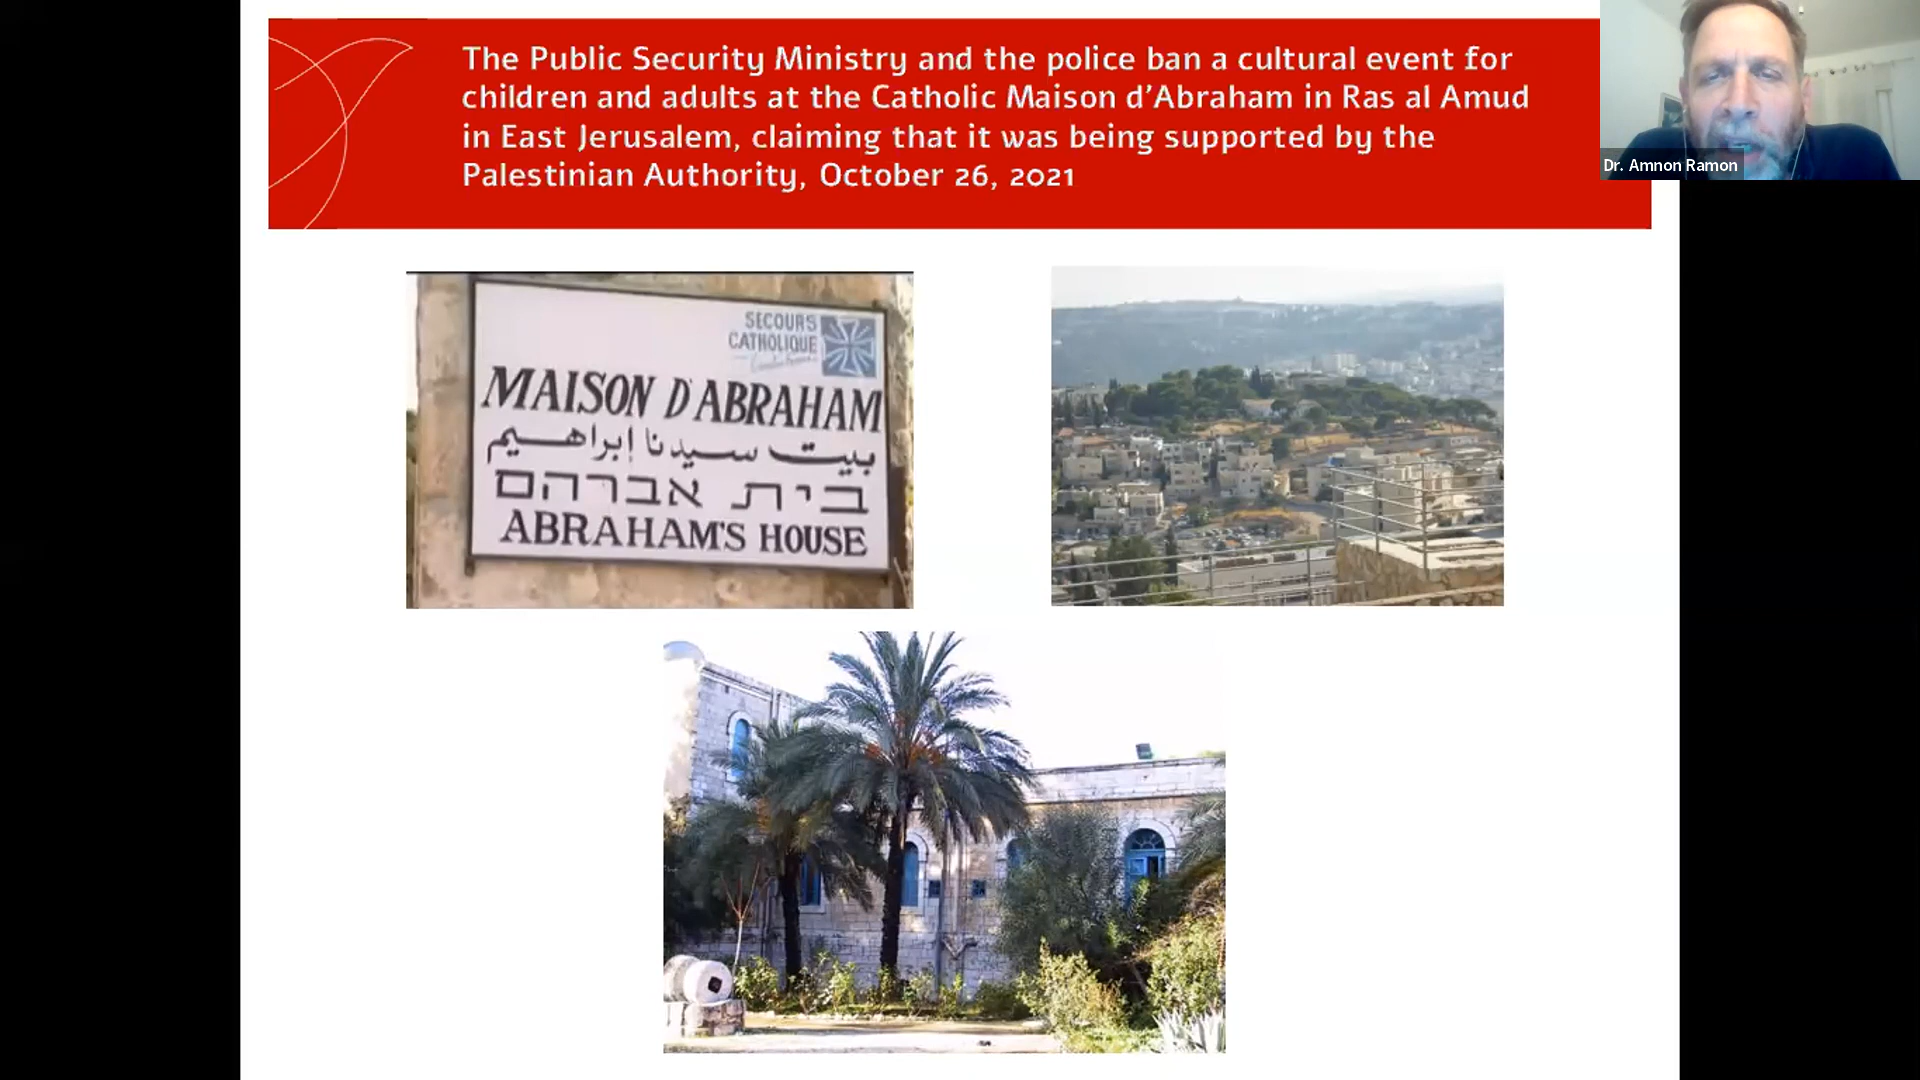 The Public Security Ministry and the police ban a cultural event for
children and adults at the Catholic Maison d'Abraham in Ras al Amud
in East Jerusalem, claiming that it was being supported by the
Palestinian Authority, October 26, 2021
Dr. Amnon Ramon
SECOURS
CATHOLIQUE
MAISON D'ABRAHAM
بيت سيدنا إبراهيم
בית אברהם
ABRAHAM'S HOUSE